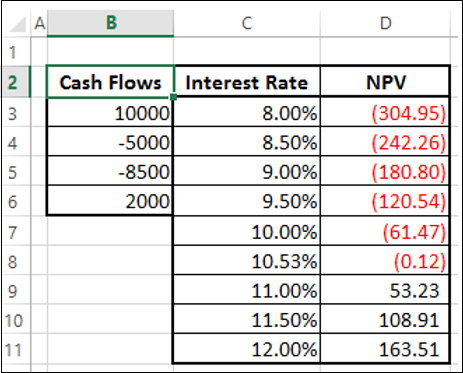 A B C D
1
2 Cash Flows Interest Rate NPV
3 10000 8.00% (304.95)
4 -5000 8.50% (242.26)
5 -8500 9.00% (180.80)
6 2000 9.50% (120.54)
7 10.00% (61.47)
8 10.53% (0.12)
9 11.00% 53.23
10 11.50% 108.91
11 12.00% 163.51